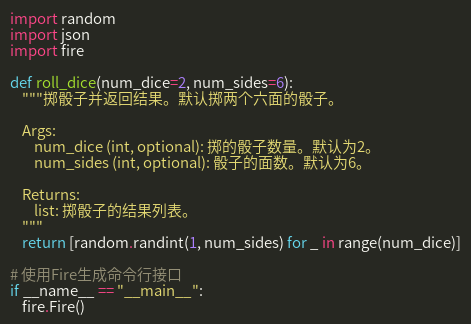 import random
import json
import fire

def roll_dice(num_dice=2, num_sides=6):
    """掷骰子并返回结果。默认掷两个六面的骰子。

    Args:
        num_dice (int, optional): 掷的骰子数量。默认为2。
        num_sides (int, optional): 骰子的面数。默认为6。

    Returns:
        list: 掷骰子的结果列表。
    """
    return [random.randint(1, num_sides) for _ in range(num_dice)]

# 使用Fire生成命令行接口
if __name__ == "__main__":
    fire.Fire()